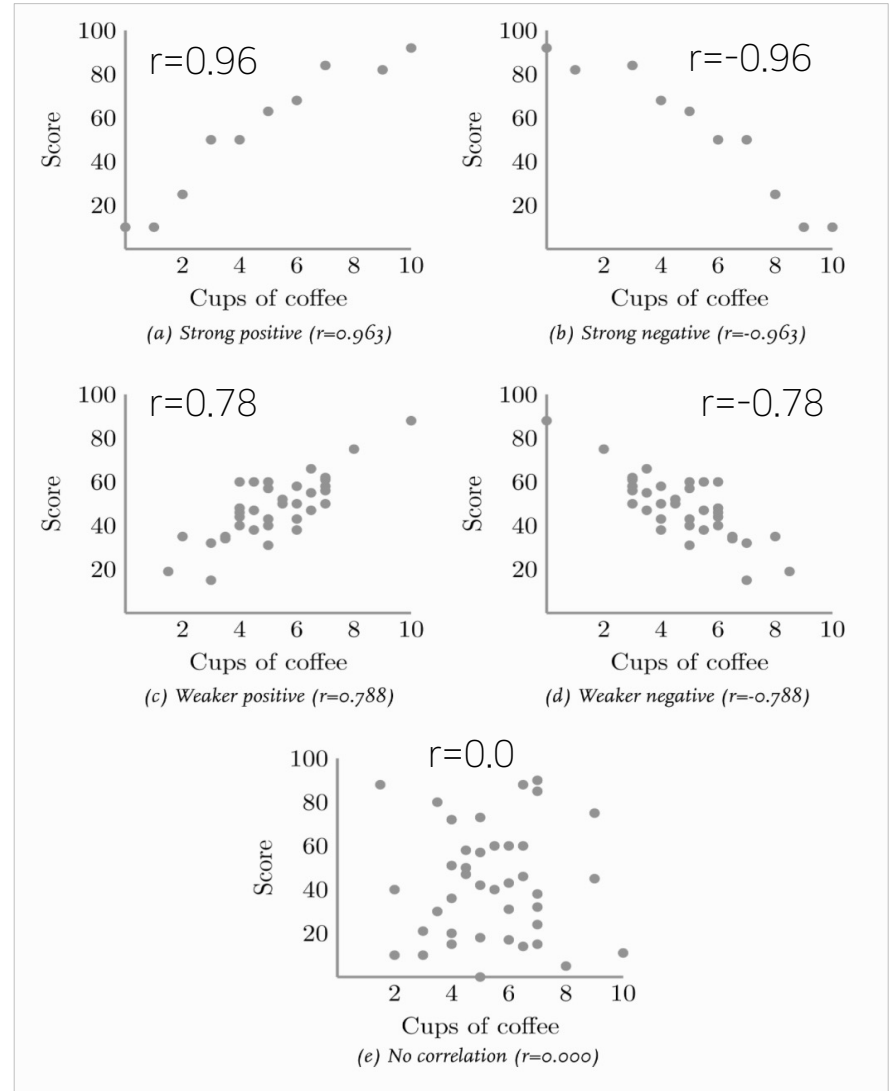 100
80
60
40
20
Score
r=0.96
2 4 6 8 10
Cups of coffee
(a) Strong positive (r=0.963)
100
80
60
40
20
Score
r=-0.96
2 4 6 8 10
Cups of coffee
(b) Strong negative (r=-0.963)
100
80
60
40
20
Score
r=0.78
2 4 6 8 10
Cups of coffee
(c) Weaker positive (r=0.788)
100
80
60
40
20
Score
r=-0.78
2 4 6 8 10
Cups of coffee
(d) Weaker negative (r=-0.788)
100
80
60
40
20
Score
r=0.0
2 4 6 8 10
Cups of coffee
(e) No correlation (r=0.000)